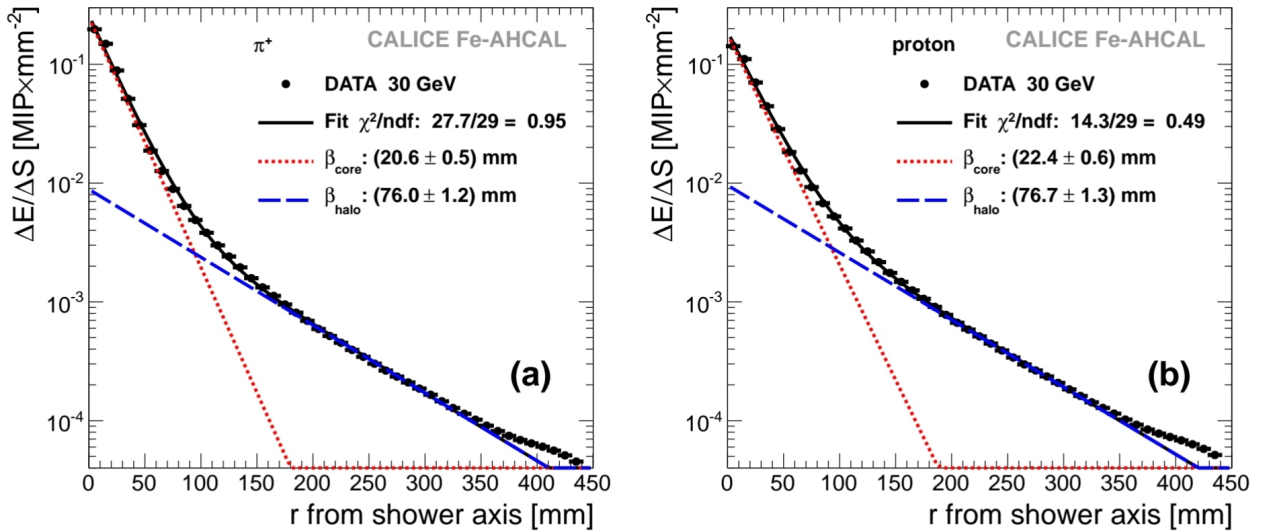 ΔE/ΔS [MIP×mm⁻²]
π⁺
CALICE Fe-AHCAL
DATA 30 GeV
Fit χ²/ndf: 27.7/29 = 0.95
β_core: (20.6 ± 0.5) mm
β_halo: (76.0 ± 1.2) mm
10⁻¹
10⁻²
10⁻³
10⁻⁴
(a)
0 50 100 150 200 250 300 350 400 450
r from shower axis [mm]
ΔE/ΔS [MIP×mm⁻²]
proton
CALICE Fe-AHCAL
DATA 30 GeV
Fit χ²/ndf: 14.3/29 = 0.49
β_core: (22.4 ± 0.6) mm
β_halo: (76.7 ± 1.3) mm
10⁻¹
10⁻²
10⁻³
10⁻⁴
(b)
0 50 100 150 200 250 300 350 400 450
r from shower axis [mm]